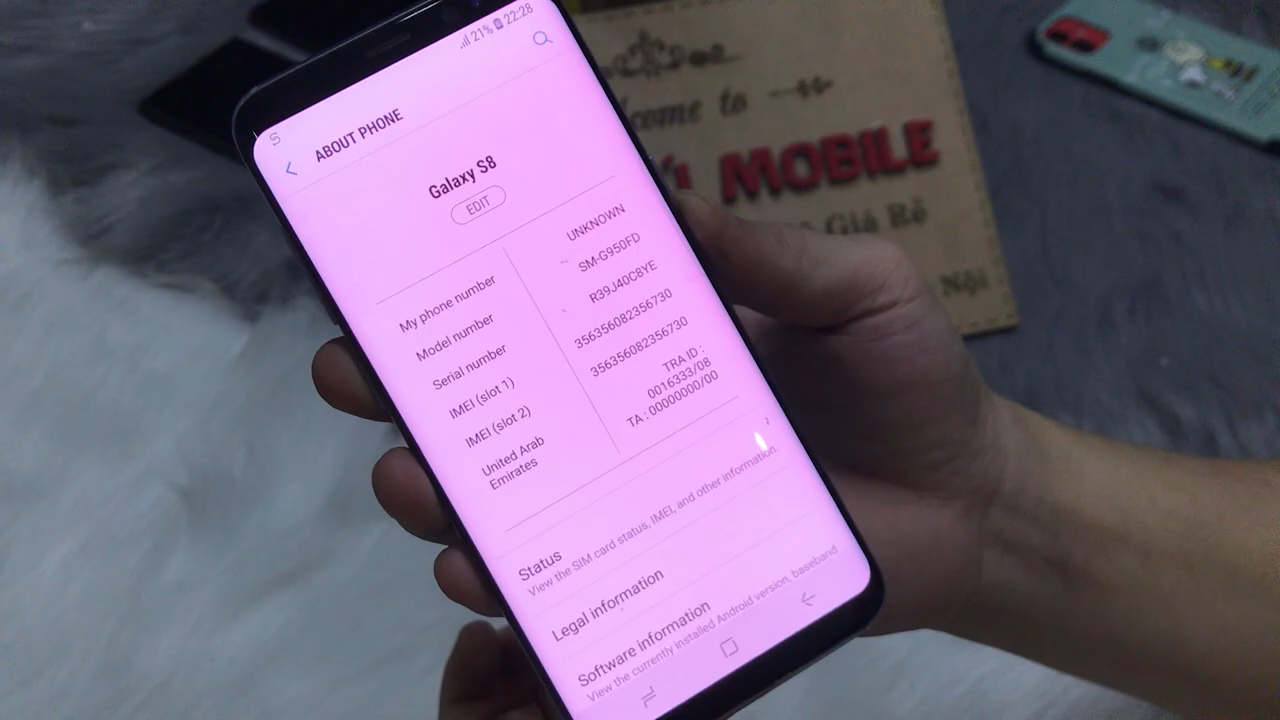 21% 22:28
ABOUT PHONE
Galaxy S8
EDIT
My phone number UNKNOWN
Model number SM-G950FD
Serial number R39J40C8YE
IMEI (slot 1) 356356082356730
IMEI (slot 2) 356356082356730
United Arab Emirates TRA ID :
0016333/08
TA : 00000000/00
Status
View the SIM card status, IMEI, and other information.
Legal information
Software information
View the currently installed Android version, baseband
to
MOBILE
Giá Rẻ
Nội